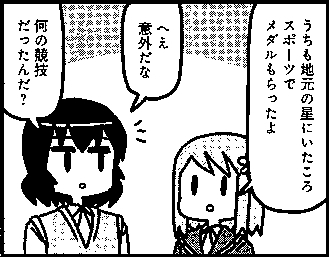 うちも地元の星にいたころ
スポーツで
メダルもらったよ
へぇ
意外だな
何の競技
だったんだ？